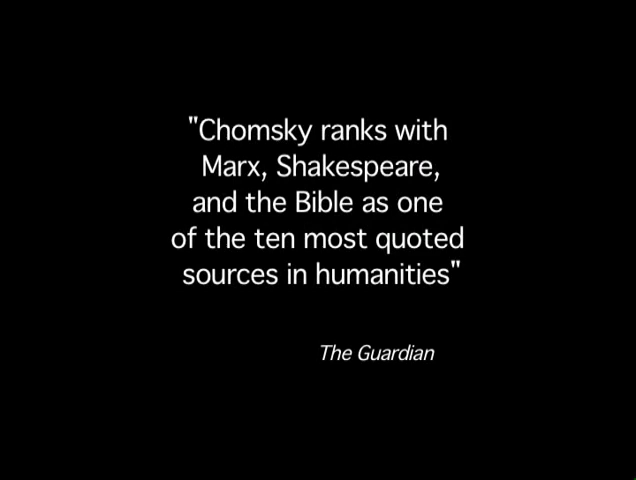 "Chomsky ranks with
Marx, Shakespeare,
and the Bible as one
of the ten most quoted
sources in humanities"
The Guardian